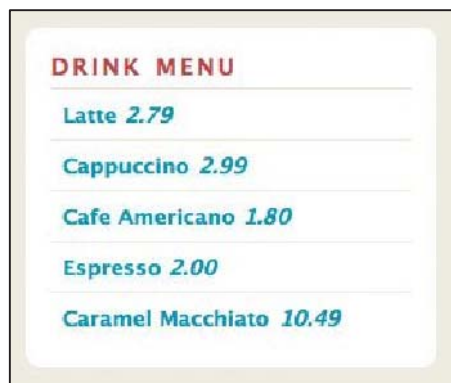 DRINK MENU
Latte 2.79
Cappuccino 2.99
Cafe Americano 1.80
Espresso 2.00
Caramel Macchiato 10.49